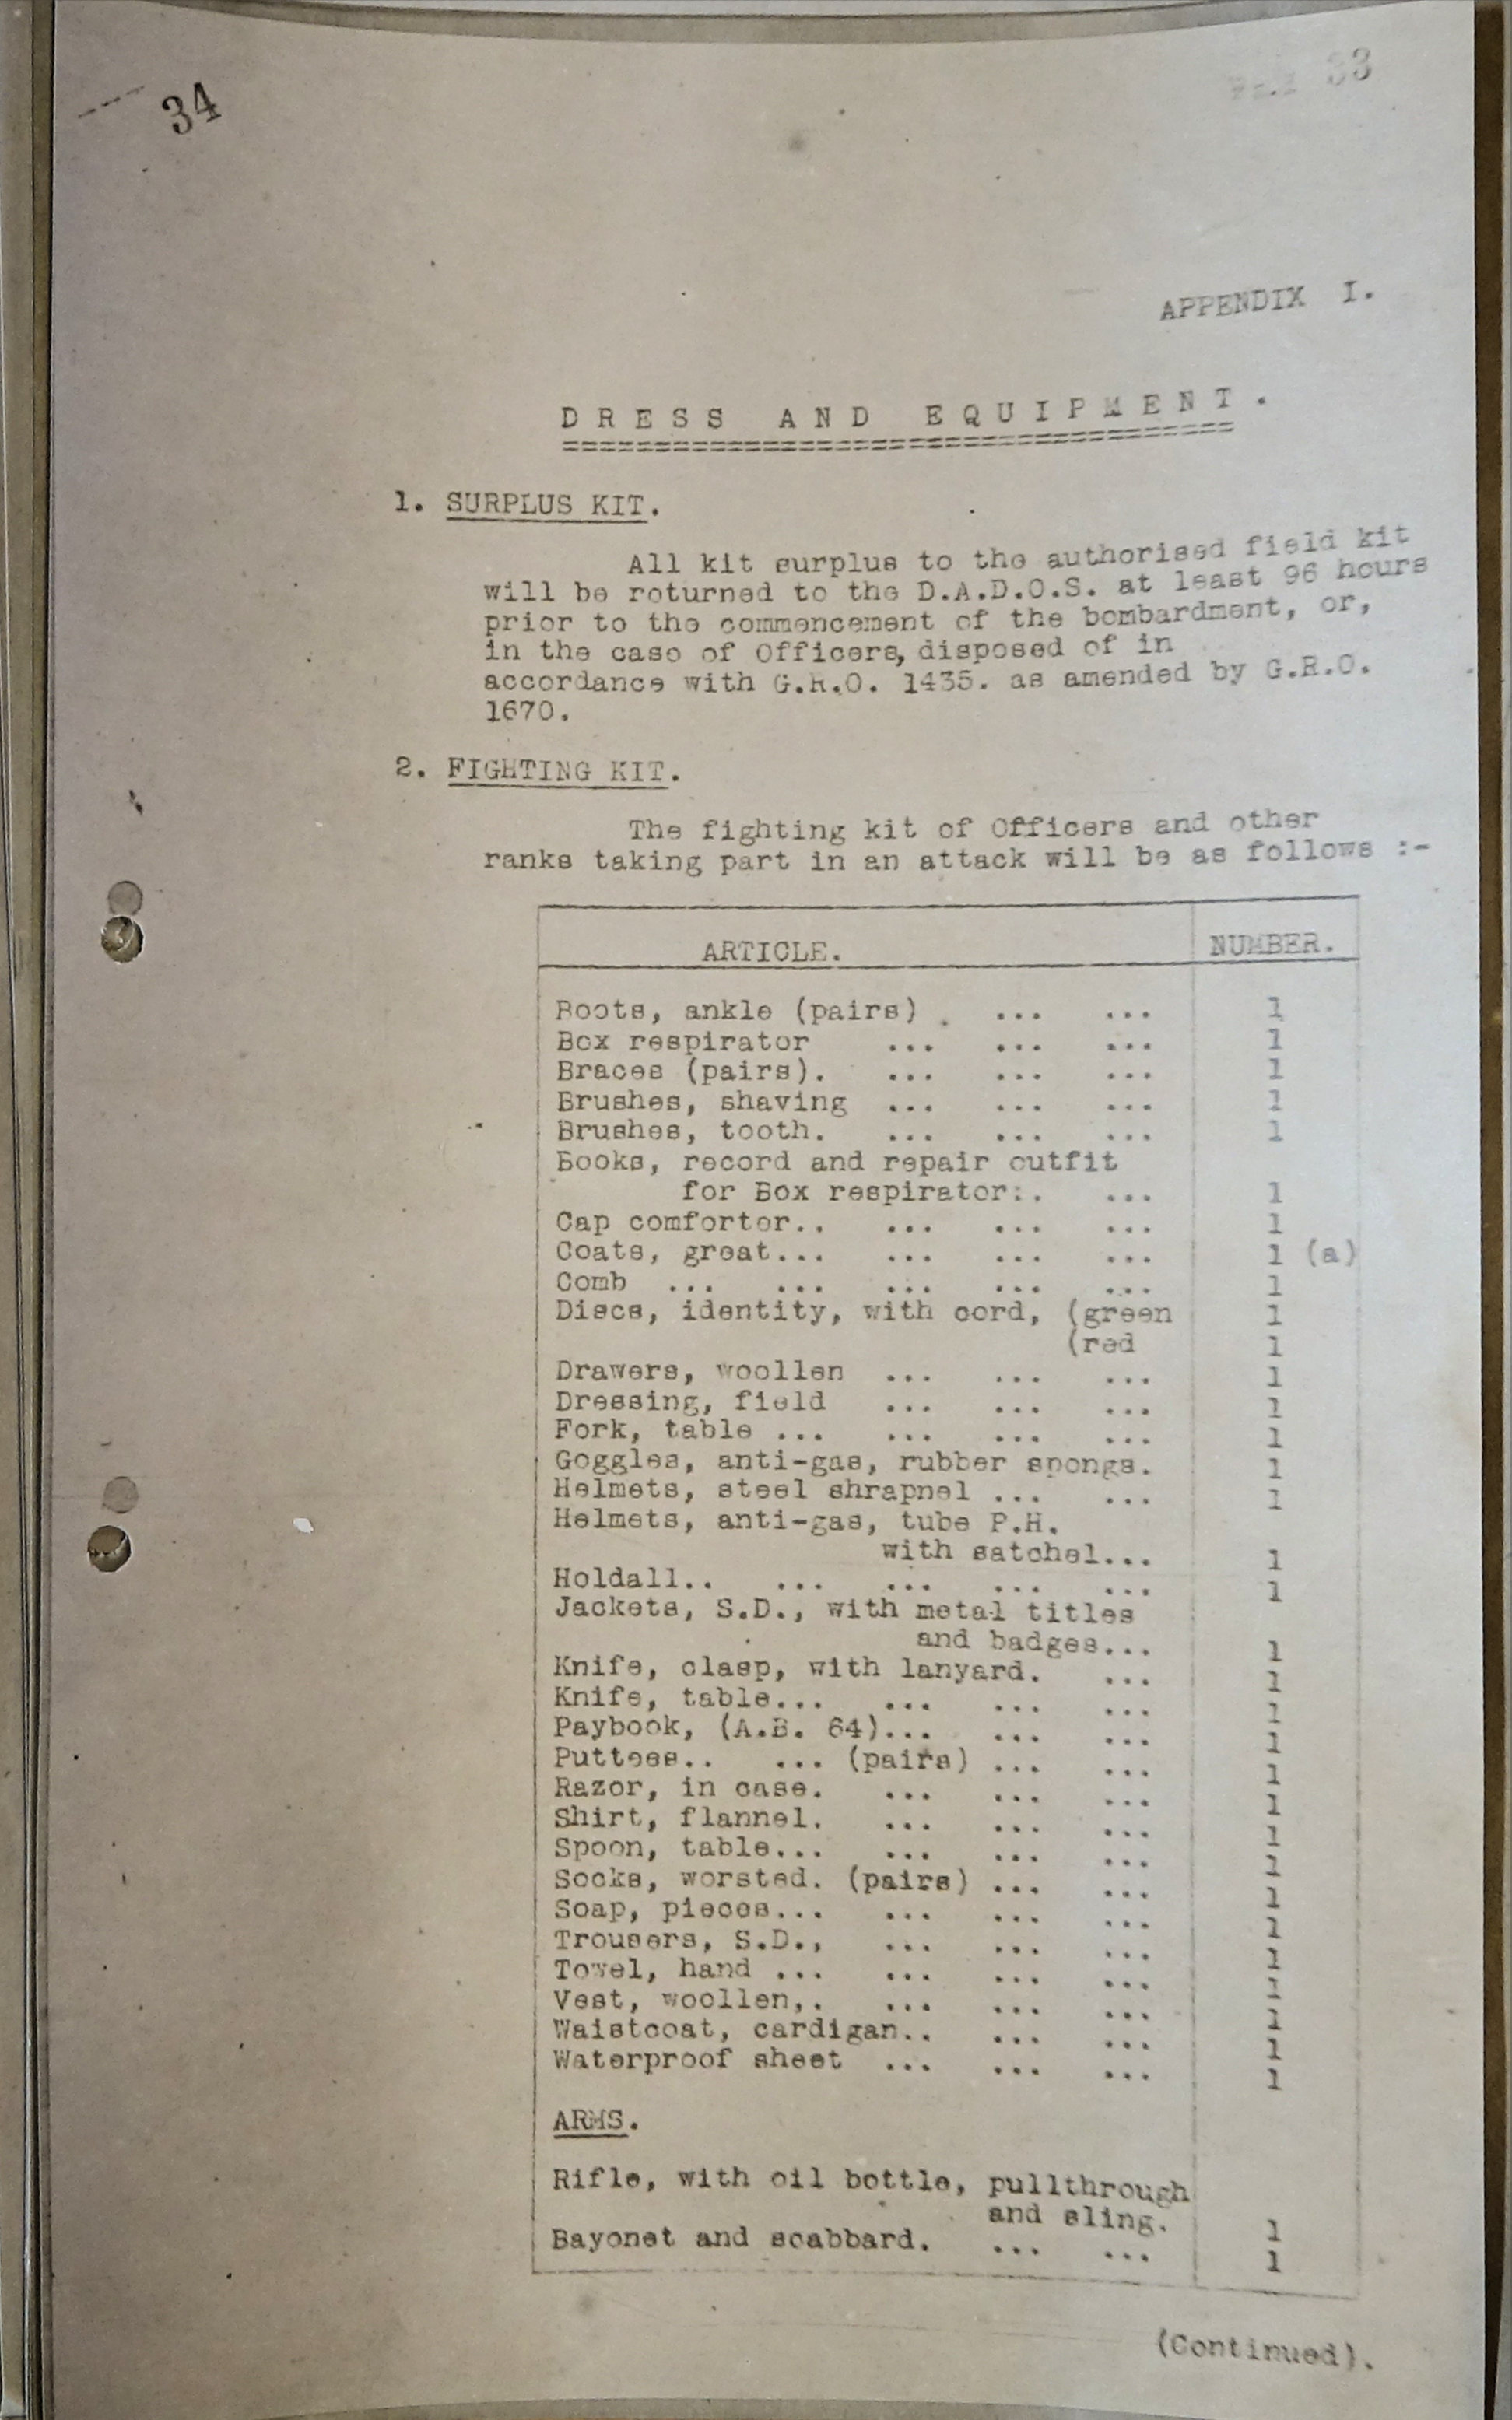 34
33
APPENDIX I.
DRESS AND EQUIPMENT.
1. SURPLUS KIT.
All kit surplus to the authorised field kit
will be returned to the D.A.D.O.S. at least 96 hours
prior to the commencement of the bombardment, or,
in the case of Officers, disposed of in
accordance with G.R.O. 1435. as amended by G.R.O.
1670.
2. FIGHTING KIT.
The fighting kit of Officers and other
ranks taking part in an attack will be as follows :-
ARTICLE. NUMBER.
Boots, ankle (pairs) . ... ... 1
Box respirator ... ... ... 1
Braces (pairs). ... ... ... 1
Brushes, shaving ... ... ... 1
Brushes, tooth. ... ... ... 1
Books, record and repair outfit
for Box respirator:. ... 1
Cap comfortor.. ... ... ... 1
Coats, great... ... ... ... 1 (a)
Comb ... ... ... ... ... 1
Discs, identity, with cord, (green 1
(red 1
Drawers, woollen ... ... ... 1
Dressing, field ... ... ... 1
Fork, table ... ... ... ... 1
Goggles, anti-gas, rubber sponge. 1
Helmets, steel shrapnel ... ... 1
Helmets, anti-gas, tube P.H.
with satchel... 1
Holdall.. ... ... ... ... 1
Jackets, S.D., with metal titles
and badges... 1
Knife, clasp, with lanyard. ... 1
Knife, table... ... ... ... 1
Paybook, (A.B. 64)... ... ... 1
Puttees.. ... (pairs) ... ... 1
Razor, in case. ... ... ... 1
Shirt, flannel. ... ... ... 1
Spoon, table... ... ... ... 1
Socks, worsted. (pairs) ... ... 1
Soap, pieces... ... ... ... 1
Trousers, S.D., ... ... ... 1
Towel, hand ... ... ... ... 1
Vest, woollen,. ... ... ... 1
Waistcoat, cardigan.. ... ... 1
Waterproof sheet ... ... ... 1
ARMS.
Rifle, with oil bottle, pullthrough
and sling. 1
Bayonet and scabbard. ... ... 1
(Continued).